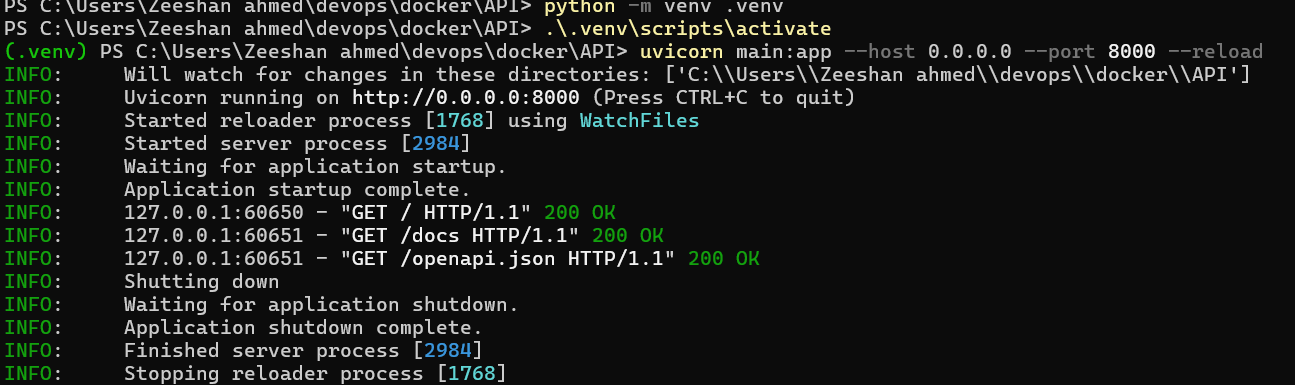 PS C:\Users\Zeeshan ahmed\devops\docker\API> python -m venv .venv
PS C:\Users\Zeeshan ahmed\devops\docker\API> .\.venv\scripts\activate
(.venv) PS C:\Users\Zeeshan ahmed\devops\docker\API> uvicorn main:app --host 0.0.0.0 --port 8000 --reload
INFO:     Will watch for changes in these directories: ['C:\\Users\\Zeeshan ahmed\\devops\\docker\\API']
INFO:     Uvicorn running on http://0.0.0.0:8000 (Press CTRL+C to quit)
INFO:     Started reloader process [1768] using WatchFiles
INFO:     Started server process [2984]
INFO:     Waiting for application startup.
INFO:     Application startup complete.
INFO:     127.0.0.1:60650 - "GET / HTTP/1.1" 200 OK
INFO:     127.0.0.1:60651 - "GET /docs HTTP/1.1" 200 OK
INFO:     127.0.0.1:60651 - "GET /openapi.json HTTP/1.1" 200 OK
INFO:     Shutting down
INFO:     Waiting for application shutdown.
INFO:     Application shutdown complete.
INFO:     Finished server process [2984]
INFO:     Stopping reloader process [1768]